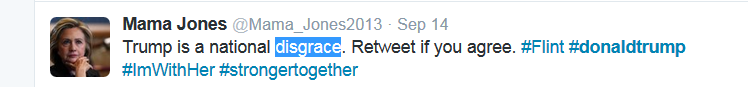 Mama Jones @Mama_Jones2013 · Sep 14
Trump is a national disgrace. Retweet if you agree. #Flint #donaldtrump
#ImWithHer #strongertogether